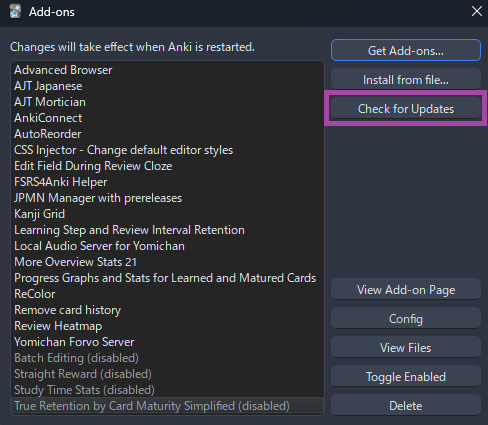 Add-ons
Changes will take effect when Anki is restarted.
Advanced Browser
AJT Japanese
AJT Mortician
AnkiConnect
AutoReorder
CSS Injector - Change default editor styles
Edit Field During Review Cloze
FSRS4Anki Helper
JPMN Manager with prereleases
Kanji Grid
Learning Step and Review Interval Retention
Local Audio Server for Yomichan
More Overview Stats 21
Progress Graphs and Stats for Learned and Matured Cards
ReColor
Remove card history
Review Heatmap
Yomichan Forvo Server
Batch Editing (disabled)
Straight Reward (disabled)
Study Time Stats (disabled)
True Retention by Card Maturity Simplified (disabled)
Get Add-ons...
Install from file...
Check for Updates
View Add-on Page
Config
View Files
Toggle Enabled
Delete